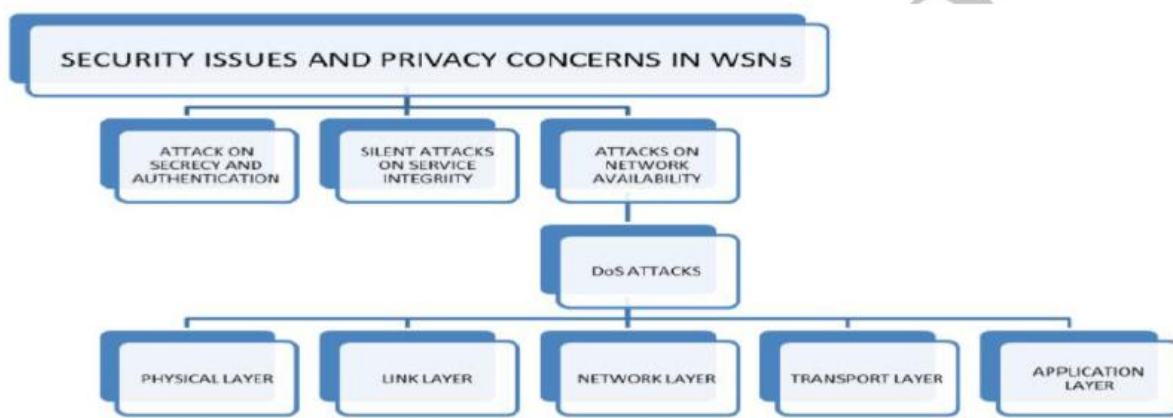 SECURITY ISSUES AND PRIVACY CONCERNS IN WSNs
ATTACK ON
SECRECY AND
AUTHENTICATION
SILENT ATTACKS
ON SERVICE
INTEGRIITY
ATTACKS ON
NETWORK
AVAILABILITY
DoS ATTACKS
PHYSICAL LAYER
LINK LAYER
NETWORK LAYER
TRANSPORT LAYER
APPLICATION
LAYER